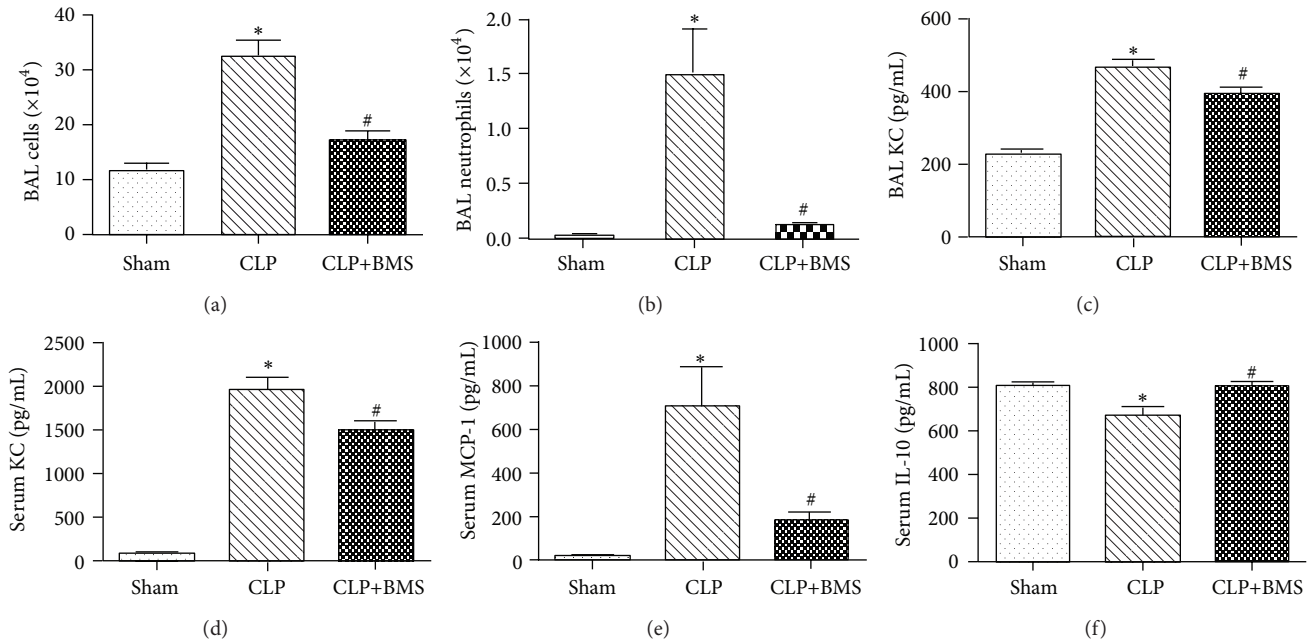 BAL cells (×10⁴)
40
30
20
10
0
*
#
Sham CLP CLP+BMS
(a)
BAL neutrophils (×10⁴)
2.0
1.5
1.0
0.5
0.0
*
#
Sham CLP CLP+BMS
(b)
BAL KC (pg/mL)
600
400
200
0
*
#
Sham CLP CLP+BMS
(c)
Serum KC (pg/mL)
2500
2000
1500
1000
500
0
*
#
Sham CLP CLP+BMS
(d)
Serum MCP-1 (pg/mL)
1000
800
600
400
200
0
*
#
Sham CLP CLP+BMS
(e)
Serum IL-10 (pg/mL)
1000
800
600
400
200
0
*
#
Sham CLP CLP+BMS
(f)